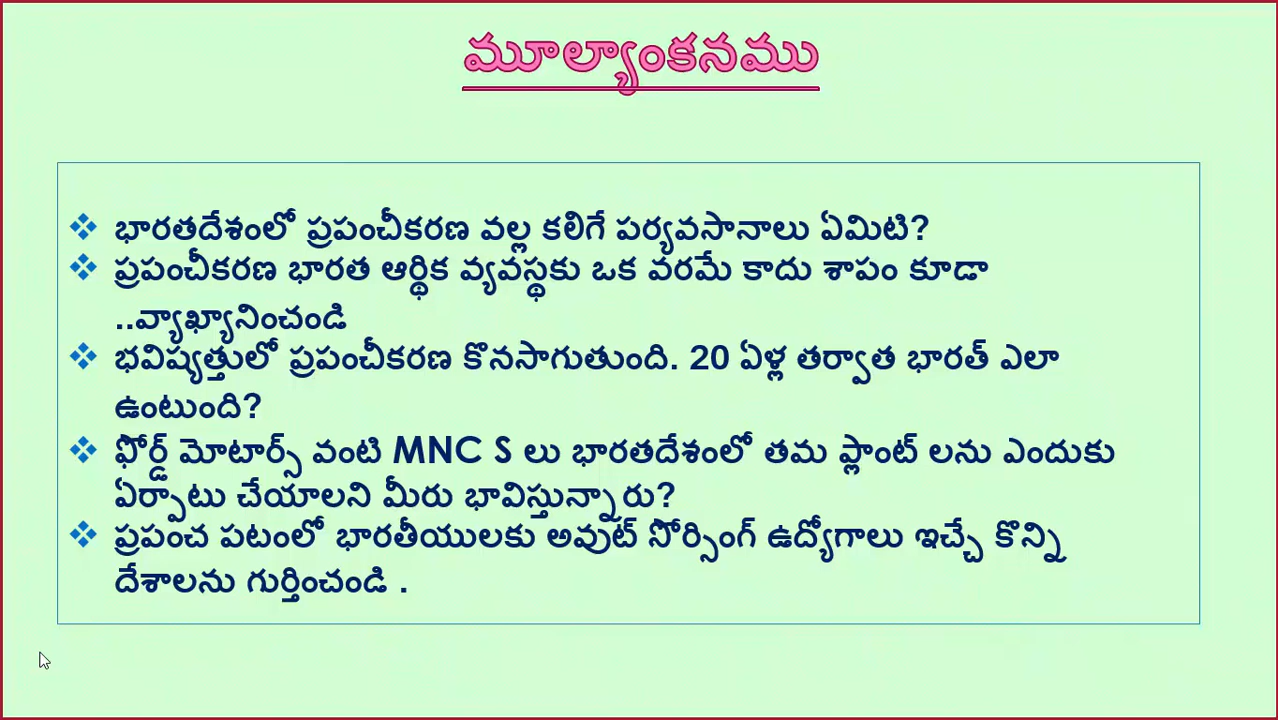 మూల్యాంకనము
❖ భారతదేశంలో ప్రపంచీకరణ వల్ల కలిగే పర్యవసానాలు ఏమిటి?
❖ ప్రపంచీకరణ భారత ఆర్థిక వ్యవస్థకు ఒక వరమే కాదు శాపం కూడా
..వ్యాఖ్యానించండి
❖ భవిష్యత్తులో ప్రపంచీకరణ కొనసాగుతుంది. 20 ఏళ్ల తర్వాత భారత్ ఎలా
ఉంటుంది?
❖ ఫోర్డ్ మోటార్స్ వంటి MNC S లు భారతదేశంలో తమ ప్లాంట్ లను ఎందుకు
ఏర్పాటు చేయాలని మీరు భావిస్తున్నారు?
❖ ప్రపంచ పటంలో భారతీయులకు అవుట్ సోర్సింగ్ ఉద్యోగాలు ఇచ్చే కొన్ని
దేశాలను గుర్తించండి .